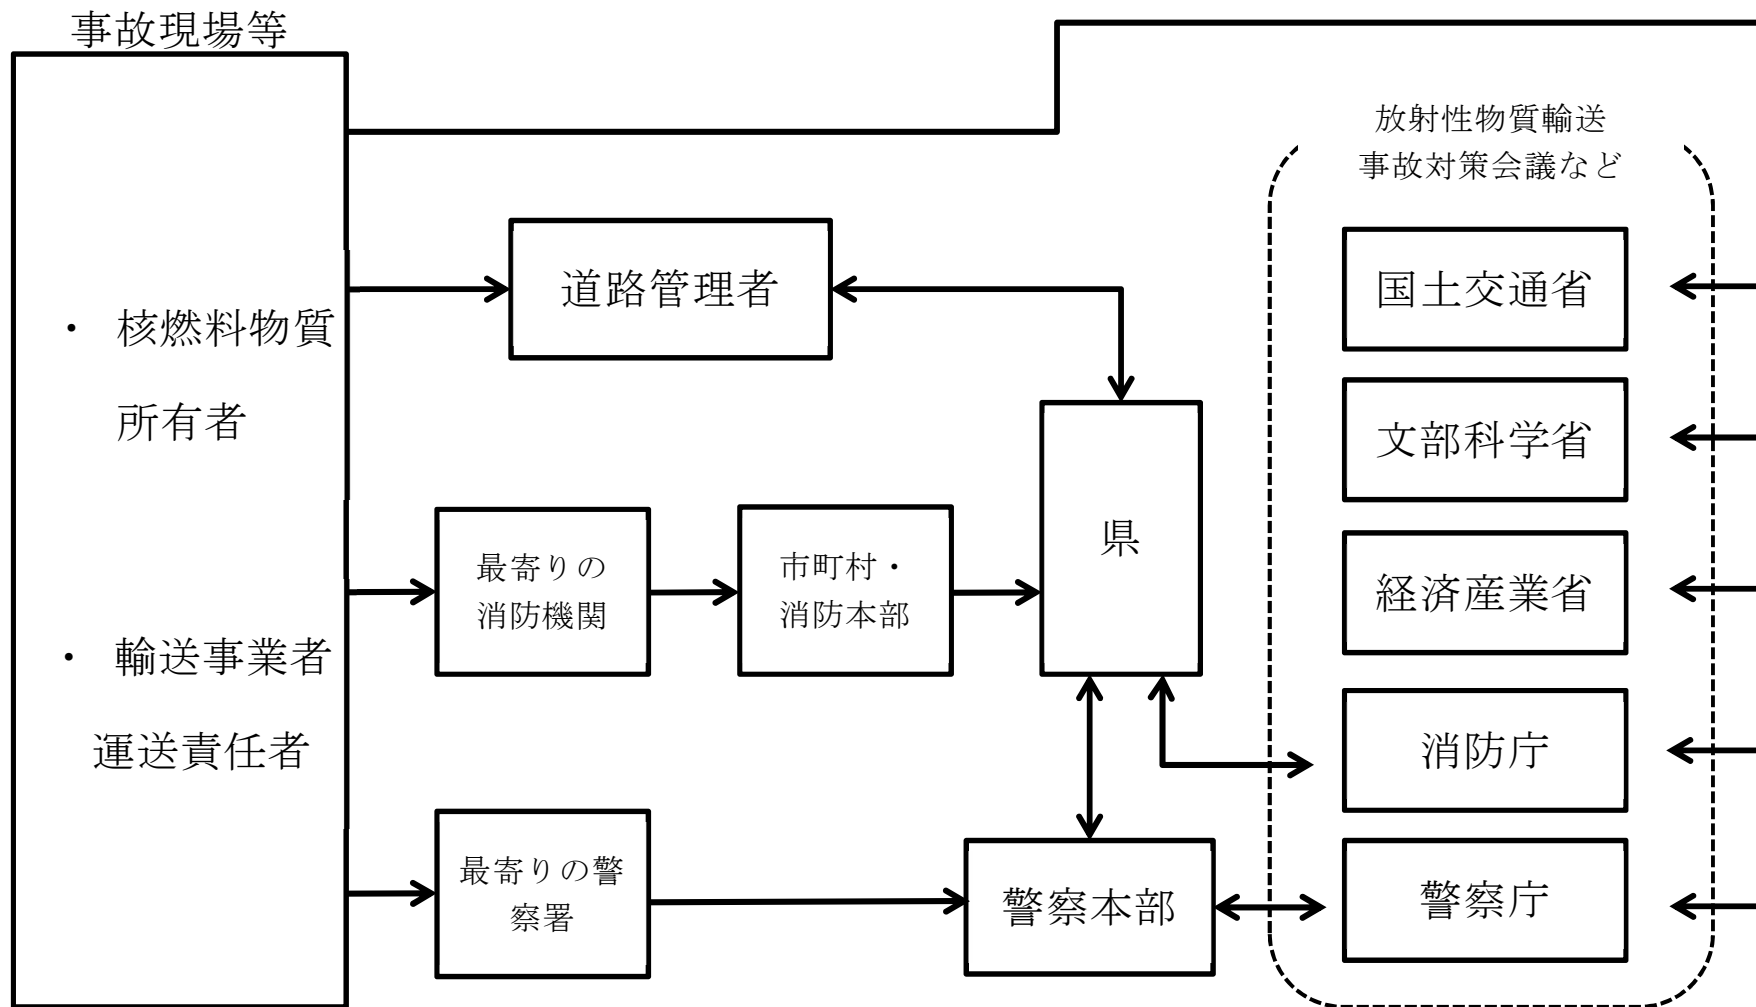 事故現場等
・ 核燃料物質
所有者
・ 輸送事業者
運送責任者
道路管理者
最寄りの
消防機関
市町村・
消防本部
県
最寄りの警
察署
警察本部
放射性物質輸送
事故対策会議など
国土交通省
文部科学省
経済産業省
消防庁
警察庁